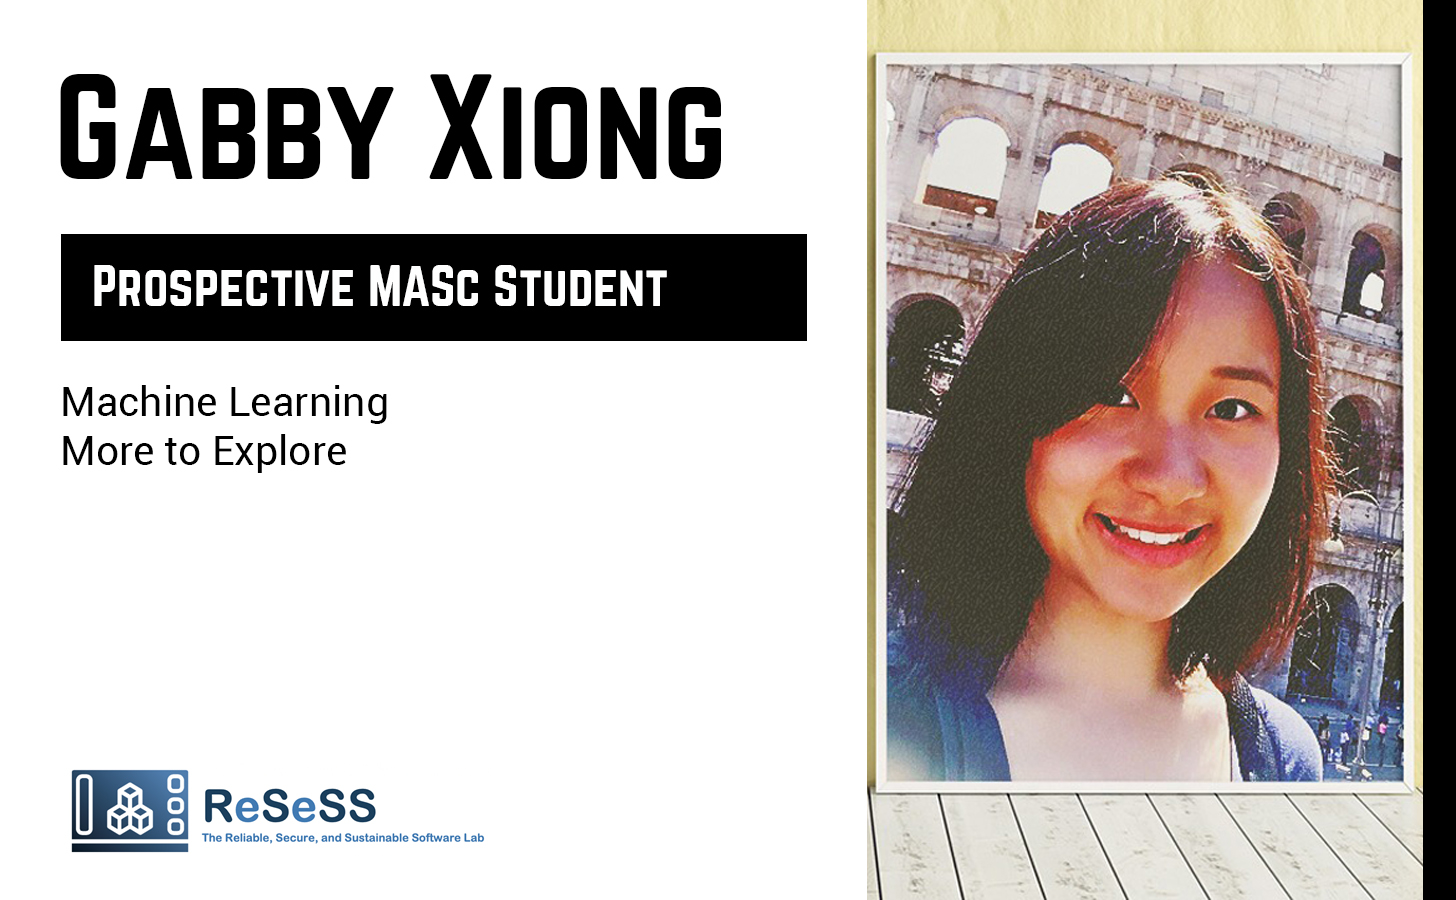 Gabby Xiong
Prospective MASc Student
Machine Learning
More to Explore
ReSeSS
The Reliable, Secure, and Sustainable Software Lab